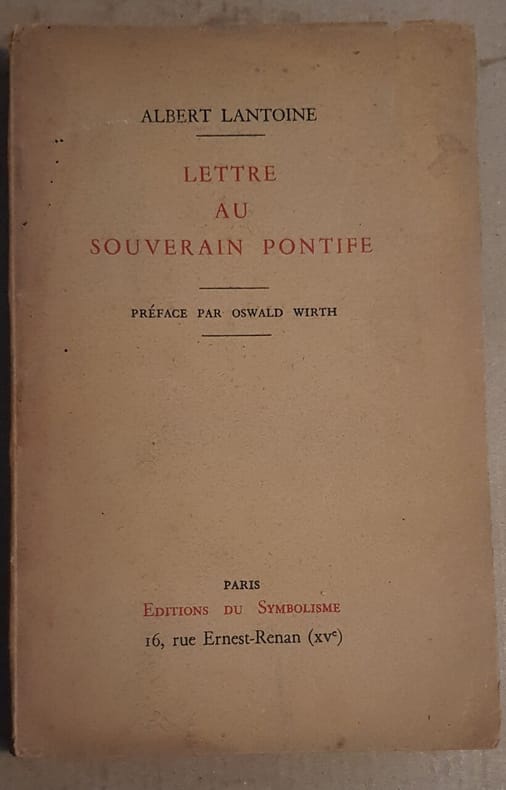 ALBERT LANTOINE
LETTRE
AU
SOUVERAIN PONTIFE
PRÉFACE PAR OSWALD WIRTH
PARIS
EDITIONS DU SYMBOLISME
16, rue Ernest-Renan (xvᵉ)